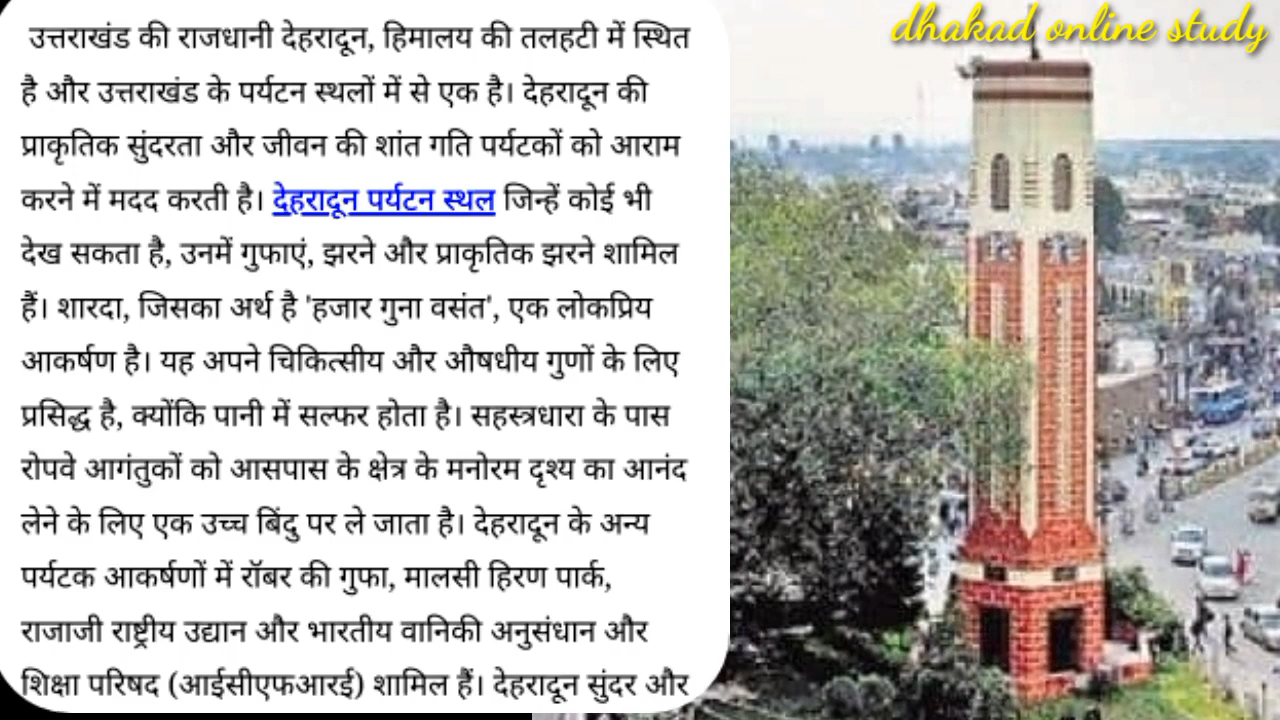 dhakad online study
उत्तराखंड की राजधानी देहरादून, हिमालय की तलहटी में स्थित
है और उत्तराखंड के पर्यटन स्थलों में से एक है। देहरादून की
प्राकृतिक सुंदरता और जीवन की शांत गति पर्यटकों को आराम
करने में मदद करती है। देहरादून पर्यटन स्थल जिन्हें कोई भी
देख सकता है, उनमें गुफाएं, झरने और प्राकृतिक झरने शामिल
हैं। शारदा, जिसका अर्थ है 'हजार गुना वसंत', एक लोकप्रिय
आकर्षण है। यह अपने चिकित्सीय और औषधीय गुणों के लिए
प्रसिद्ध है, क्योंकि पानी में सल्फर होता है। सहस्त्रधारा के पास
रोपवे आगंतुकों को आसपास के क्षेत्र के मनोरम दृश्य का आनंद
लेने के लिए एक उच्च बिंदु पर ले जाता है। देहरादून के अन्य
पर्यटक आकर्षणों में रॉबर की गुफा, मालसी हिरण पार्क,
राजाजी राष्ट्रीय उद्यान और भारतीय वानिकी अनुसंधान और
शिक्षा परिषद (आईसीएफआरई) शामिल हैं। देहरादून सुंदर और